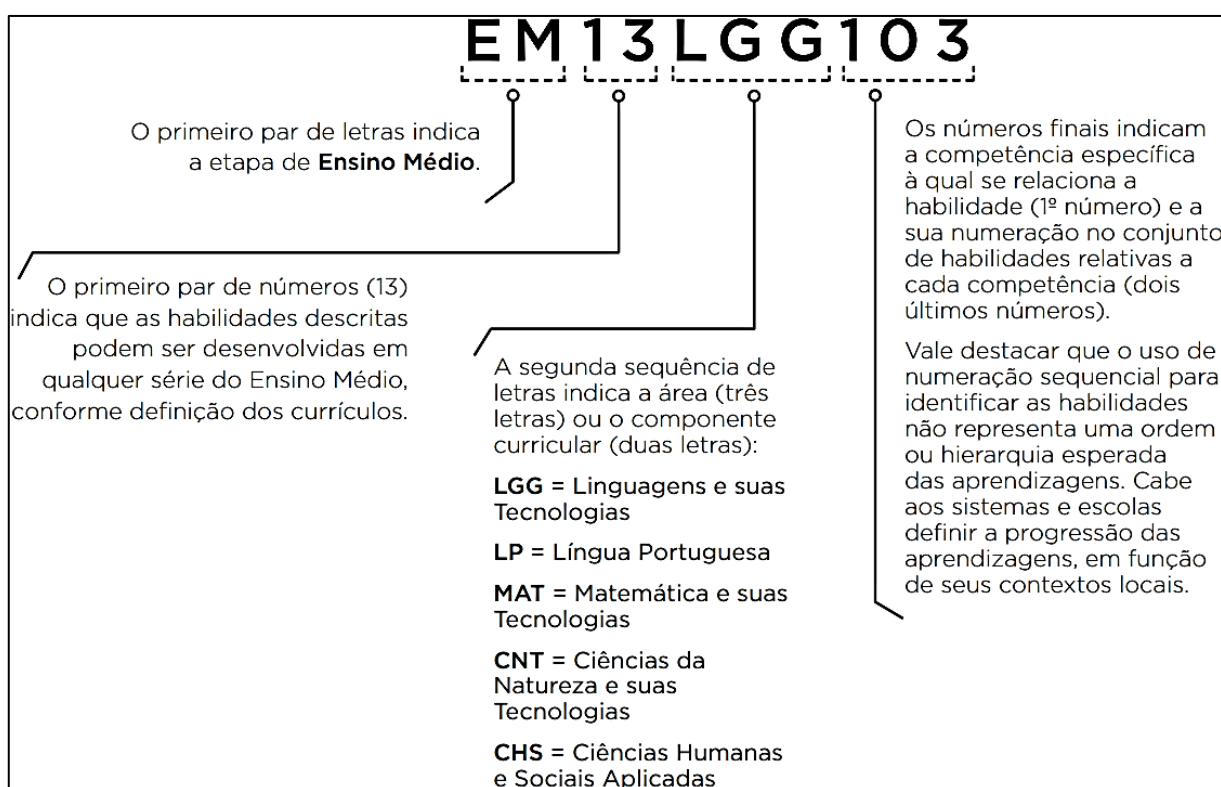 EM13LGG103
O primeiro par de letras indica
a etapa de Ensino Médio.
O primeiro par de números (13)
indica que as habilidades descritas
podem ser desenvolvidas em
qualquer série do Ensino Médio,
conforme definição dos currículos.
A segunda sequência de
letras indica a área (três
letras) ou o componente
curricular (duas letras):
LGG = Linguagens e suas
Tecnologias
LP = Língua Portuguesa
MAT = Matemática e suas
Tecnologias
CNT = Ciências da
Natureza e suas
Tecnologias
CHS = Ciências Humanas
e Sociais Aplicadas
Os números finais indicam
a competência específica
à qual se relaciona a
habilidade (1º número) e a
sua numeração no conjunto
de habilidades relativas a
cada competência (dois
últimos números).
Vale destacar que o uso de
numeração sequencial para
identificar as habilidades
não representa uma ordem
ou hierarquia esperada
das aprendizagens. Cabe
aos sistemas e escolas
definir a progressão das
aprendizagens, em função
de seus contextos locais.